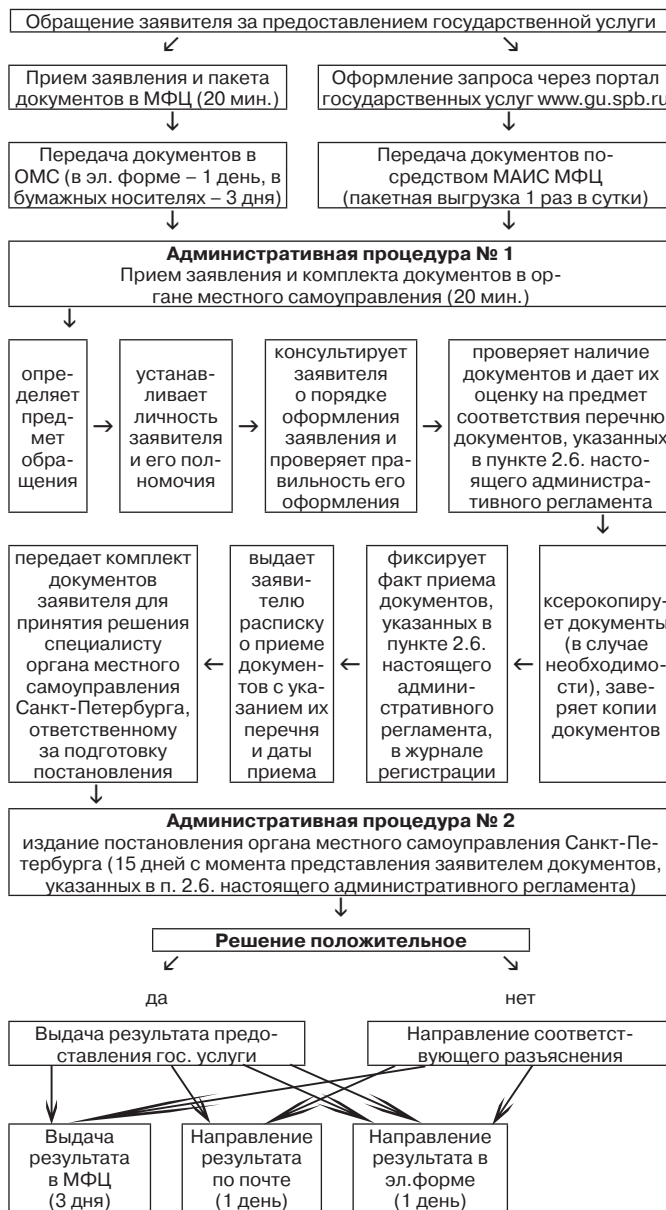 Обращение заявителя за предоставлением государственной услуги
Прием заявления и пакета
документов в МФЦ (20 мин.)
Оформление запроса через портал
государственных услуг www.gu.spb.ru
Передача документов в
ОМС (в эл. форме – 1 день, в
бумажных носителях – 3 дня)
Передача документов по-
средством МАИС МФЦ
(пакетная выгрузка 1 раз в сутки)
Административная процедура № 1
Прием заявления и комплекта документов в ор-
гане местного самоуправления (20 мин.)
опре-
деляет
пред-
мет
обра-
щения
устанав-
ливает
личность
заявителя
и его пол-
номочия
консультирует
заявителя
о порядке
оформления
заявления и
проверяет пра-
вильность его
оформления
проверяет наличие
документов и дает их
оценку на предмет
соответствия перечню
документов, указанных
в пункте 2.6. насто-
ящего администра-
тивного регламента
передает комплект
документов
заявителя для
принятия решения
специалисту
органа местного
самоуправления
Санкт-Петербурга,
ответственному
за подготовку
постановления
выдает
заяви-
телю
расписку
о приеме
докумен-
тов с ука-
занием их
перечня
и даты
приема
фиксирует
факт приема
документов,
указанных в
пункте 2.6.
настоящего
админи-
стративного
регламента,
в журнале
регистрации
ксерокопиру-
ет документы
(в случае
необходимо-
сти), заве-
ряет копии
документов
Административная процедура № 2
издание постановления органа местного самоуправления Санкт-Пе-
тербурга (15 дней с момента представления заявителем документов,
указанных в п. 2.6. настоящего административного регламента)
Решение положительное
да
нет
Выдача результата предо-
ставления гос. услуги
Направление соответст-
вующего разъяснения
Выдача
результата
в МФЦ
(3 дня)
Направление
результата
по почте
(1 день)
Направление
результата в
эл.форме
(1 день)